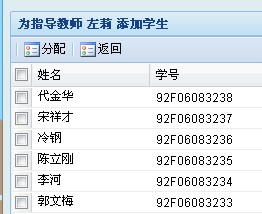 为指导教师 左莉 添加学生
分配 返回
姓名 学号
代金华 92F06083238
宋祥才 92F06083237
冷钢 92F06083236
陈立刚 92F06083235
李河 92F06083234
郭文梅 92F06083233